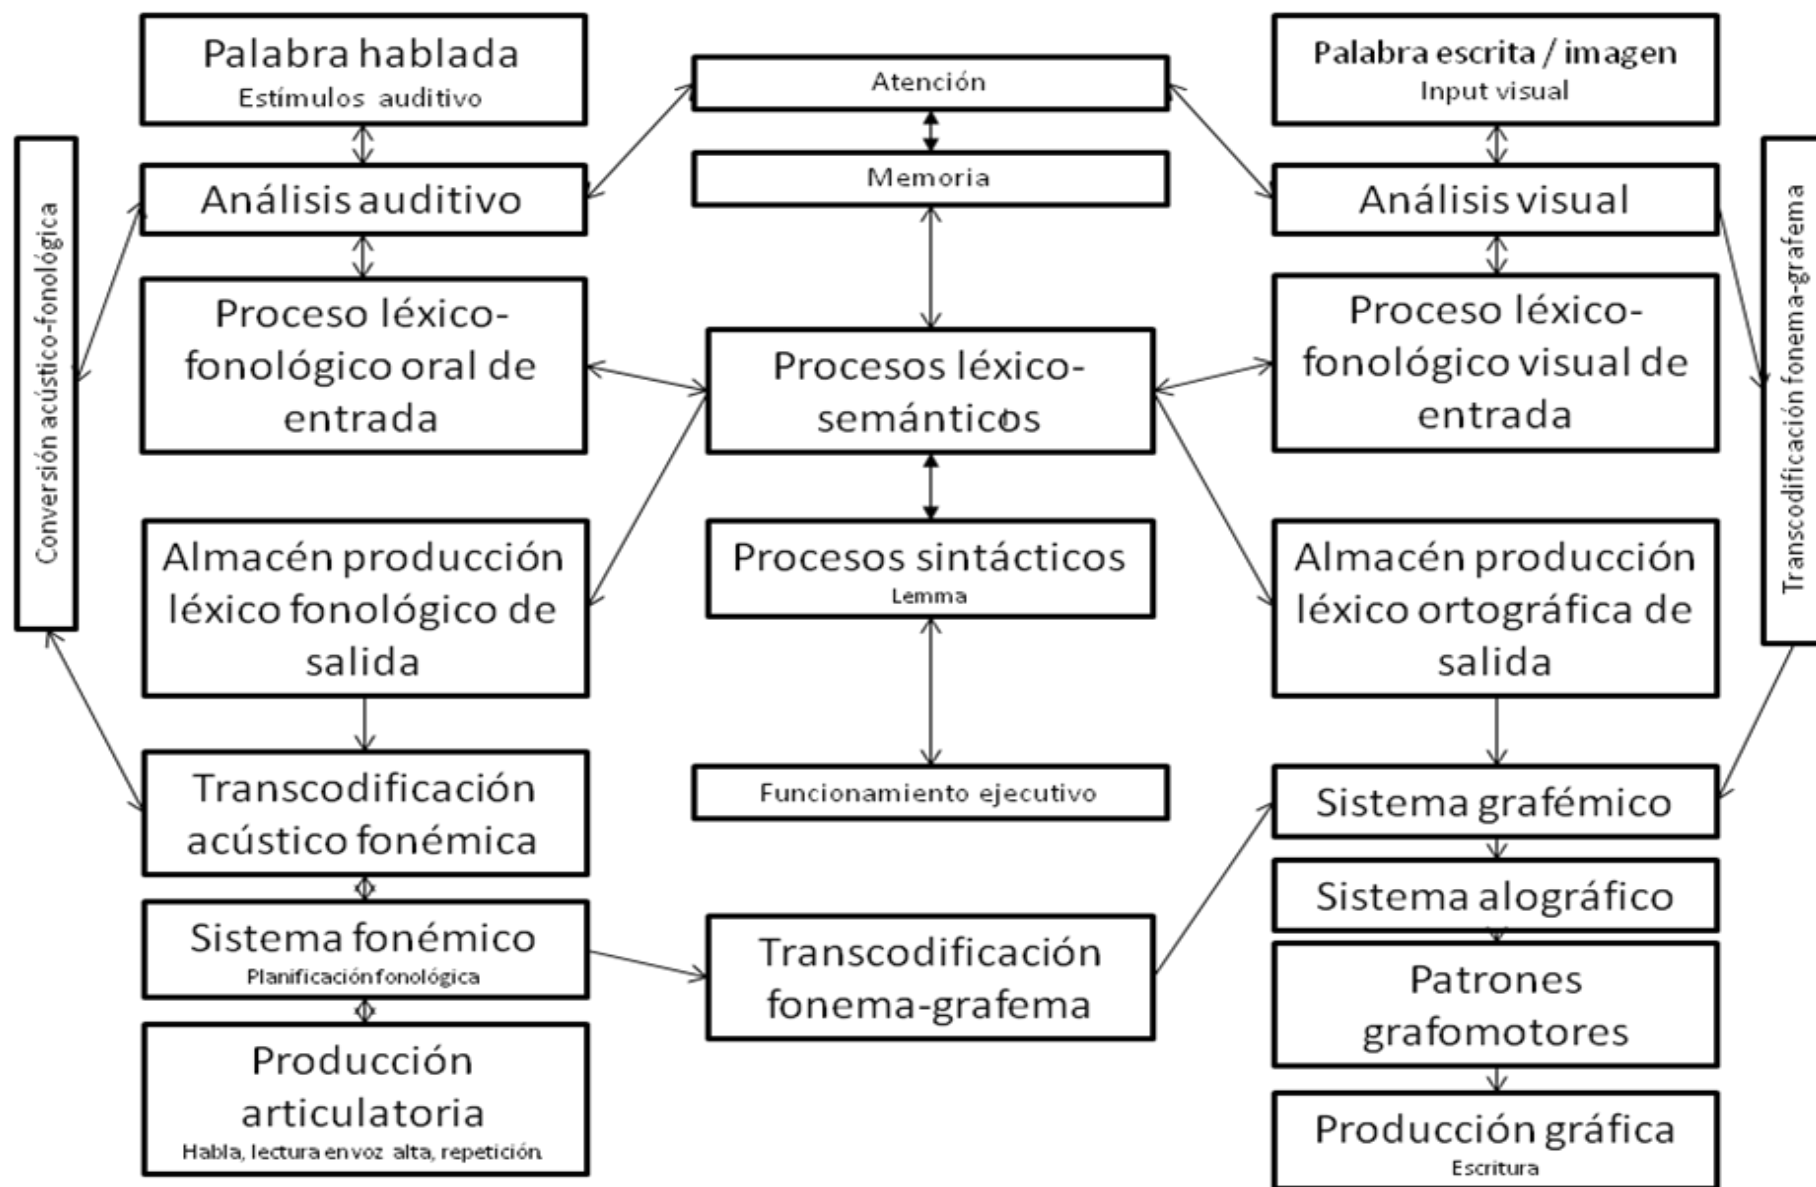 Palabra hablada
Estímulos auditivo
Atención
Palabra escrita / imagen
Input visual
Memoria
Análisis auditivo
Análisis visual
Conversión acústico-fonológica
Transcodificación fonema-grafema
Proceso léxico-
fonológico oral de
entrada
Procesos léxico-
semánticos
Proceso léxico-
fonológico visual de
entrada
Almacén producción
léxico fonológico de
salida
Procesos sintácticos
Lemma
Almacén producción
léxico ortográfica de
salida
Transcodificación
acústico fonémica
Funcionamiento ejecutivo
Sistema grafémico
Sistema alográfico
Sistema fonémico
Planificación fonológica
Transcodificación
fonema-grafema
Patrones
grafomotores
Producción
articulatoria
Habla, lectura en voz alta, repetición.
Producción gráfica
Escritura